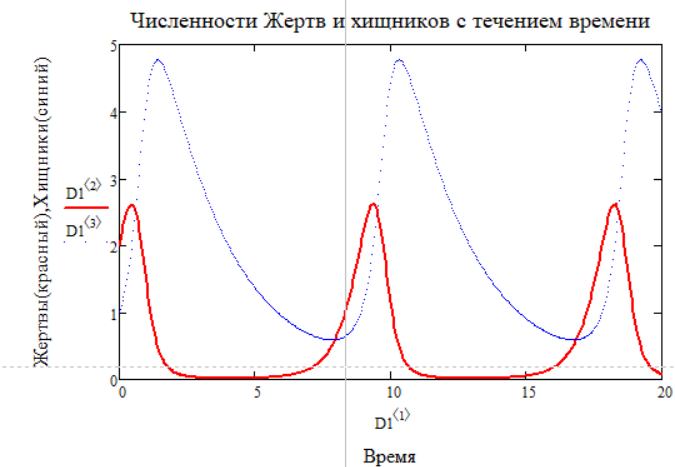 Численности Жертв и хищников с течением времени
Жертвы(красный),Хищники(синий)
D1⟨2⟩
D1⟨3⟩
5
4
3
2
1
0
0
5
10
15
20
D1⟨1⟩
Время